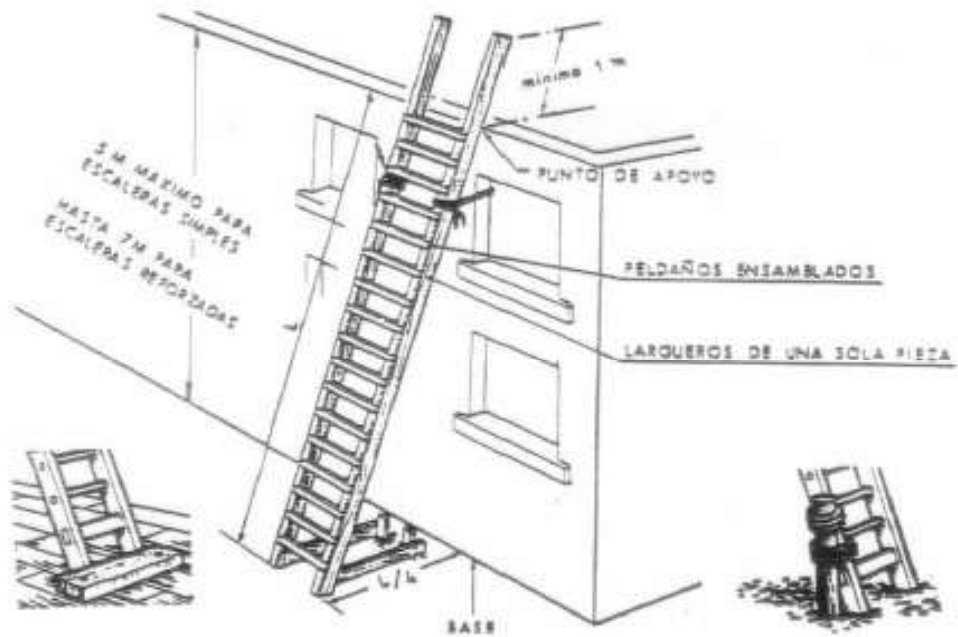 mínimo 1 m
PUNTO DE APOYO
5 M MAXIMO PARA
ESCALERAS SIMPLES
HASTA 7M PARA
ESCALERAS REFORZADAS
PELDAÑOS ENSAMBLADOS
LARGUEROS DE UNA SOLA PIEZA
L
L/4
BASE